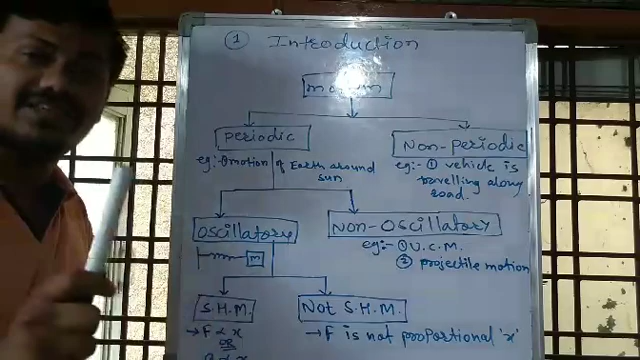 ① Introduction
motion
Periodic
Non-Periodic
eg:- ① motion of Earth around
sun
eg:- ① vehicle is
travelling along
road.
Oscillatory
Non-Oscillatory
m
eg:- ① U.C.M.
② projectile motion
S.H.M.
Not S.H.M.
→ F ∝ x
OR
a ∝ x
→ F is not proportional 'x'